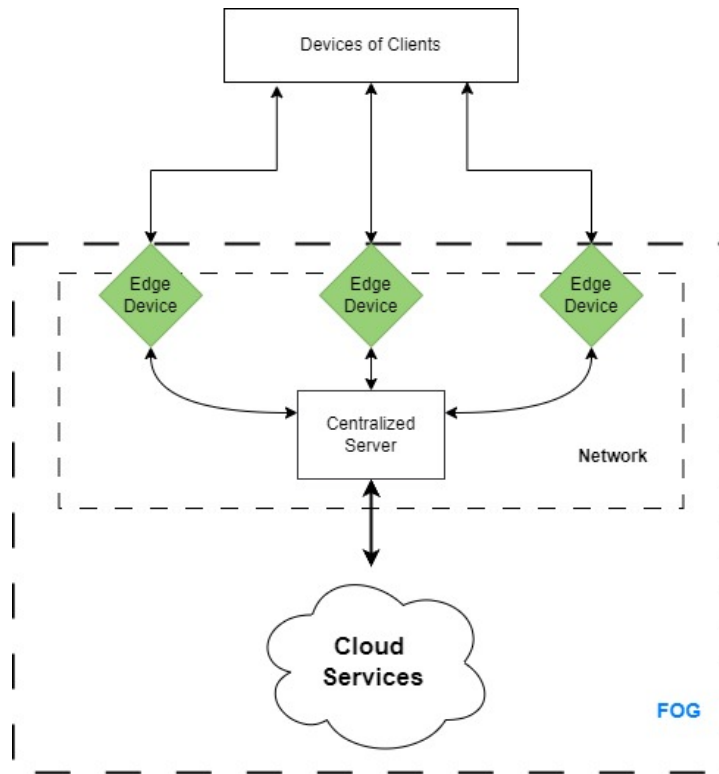 Devices of Clients
Edge
Device
Edge
Device
Edge
Device
Centralized
Server
Network
Cloud
Services
FOG